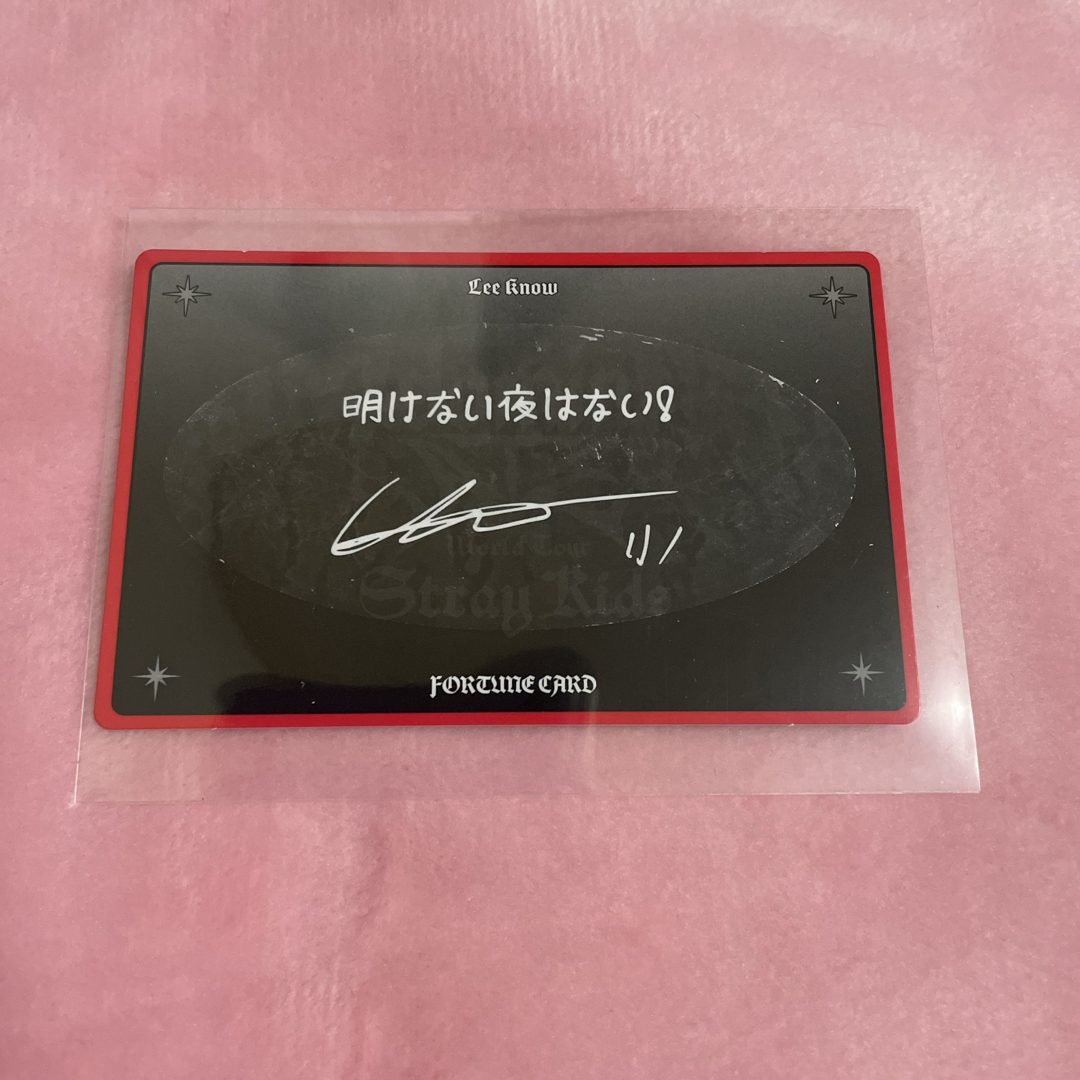 Lee Know
明けない夜はない!
World Tour
Stray Kids
FORTUNE CARD